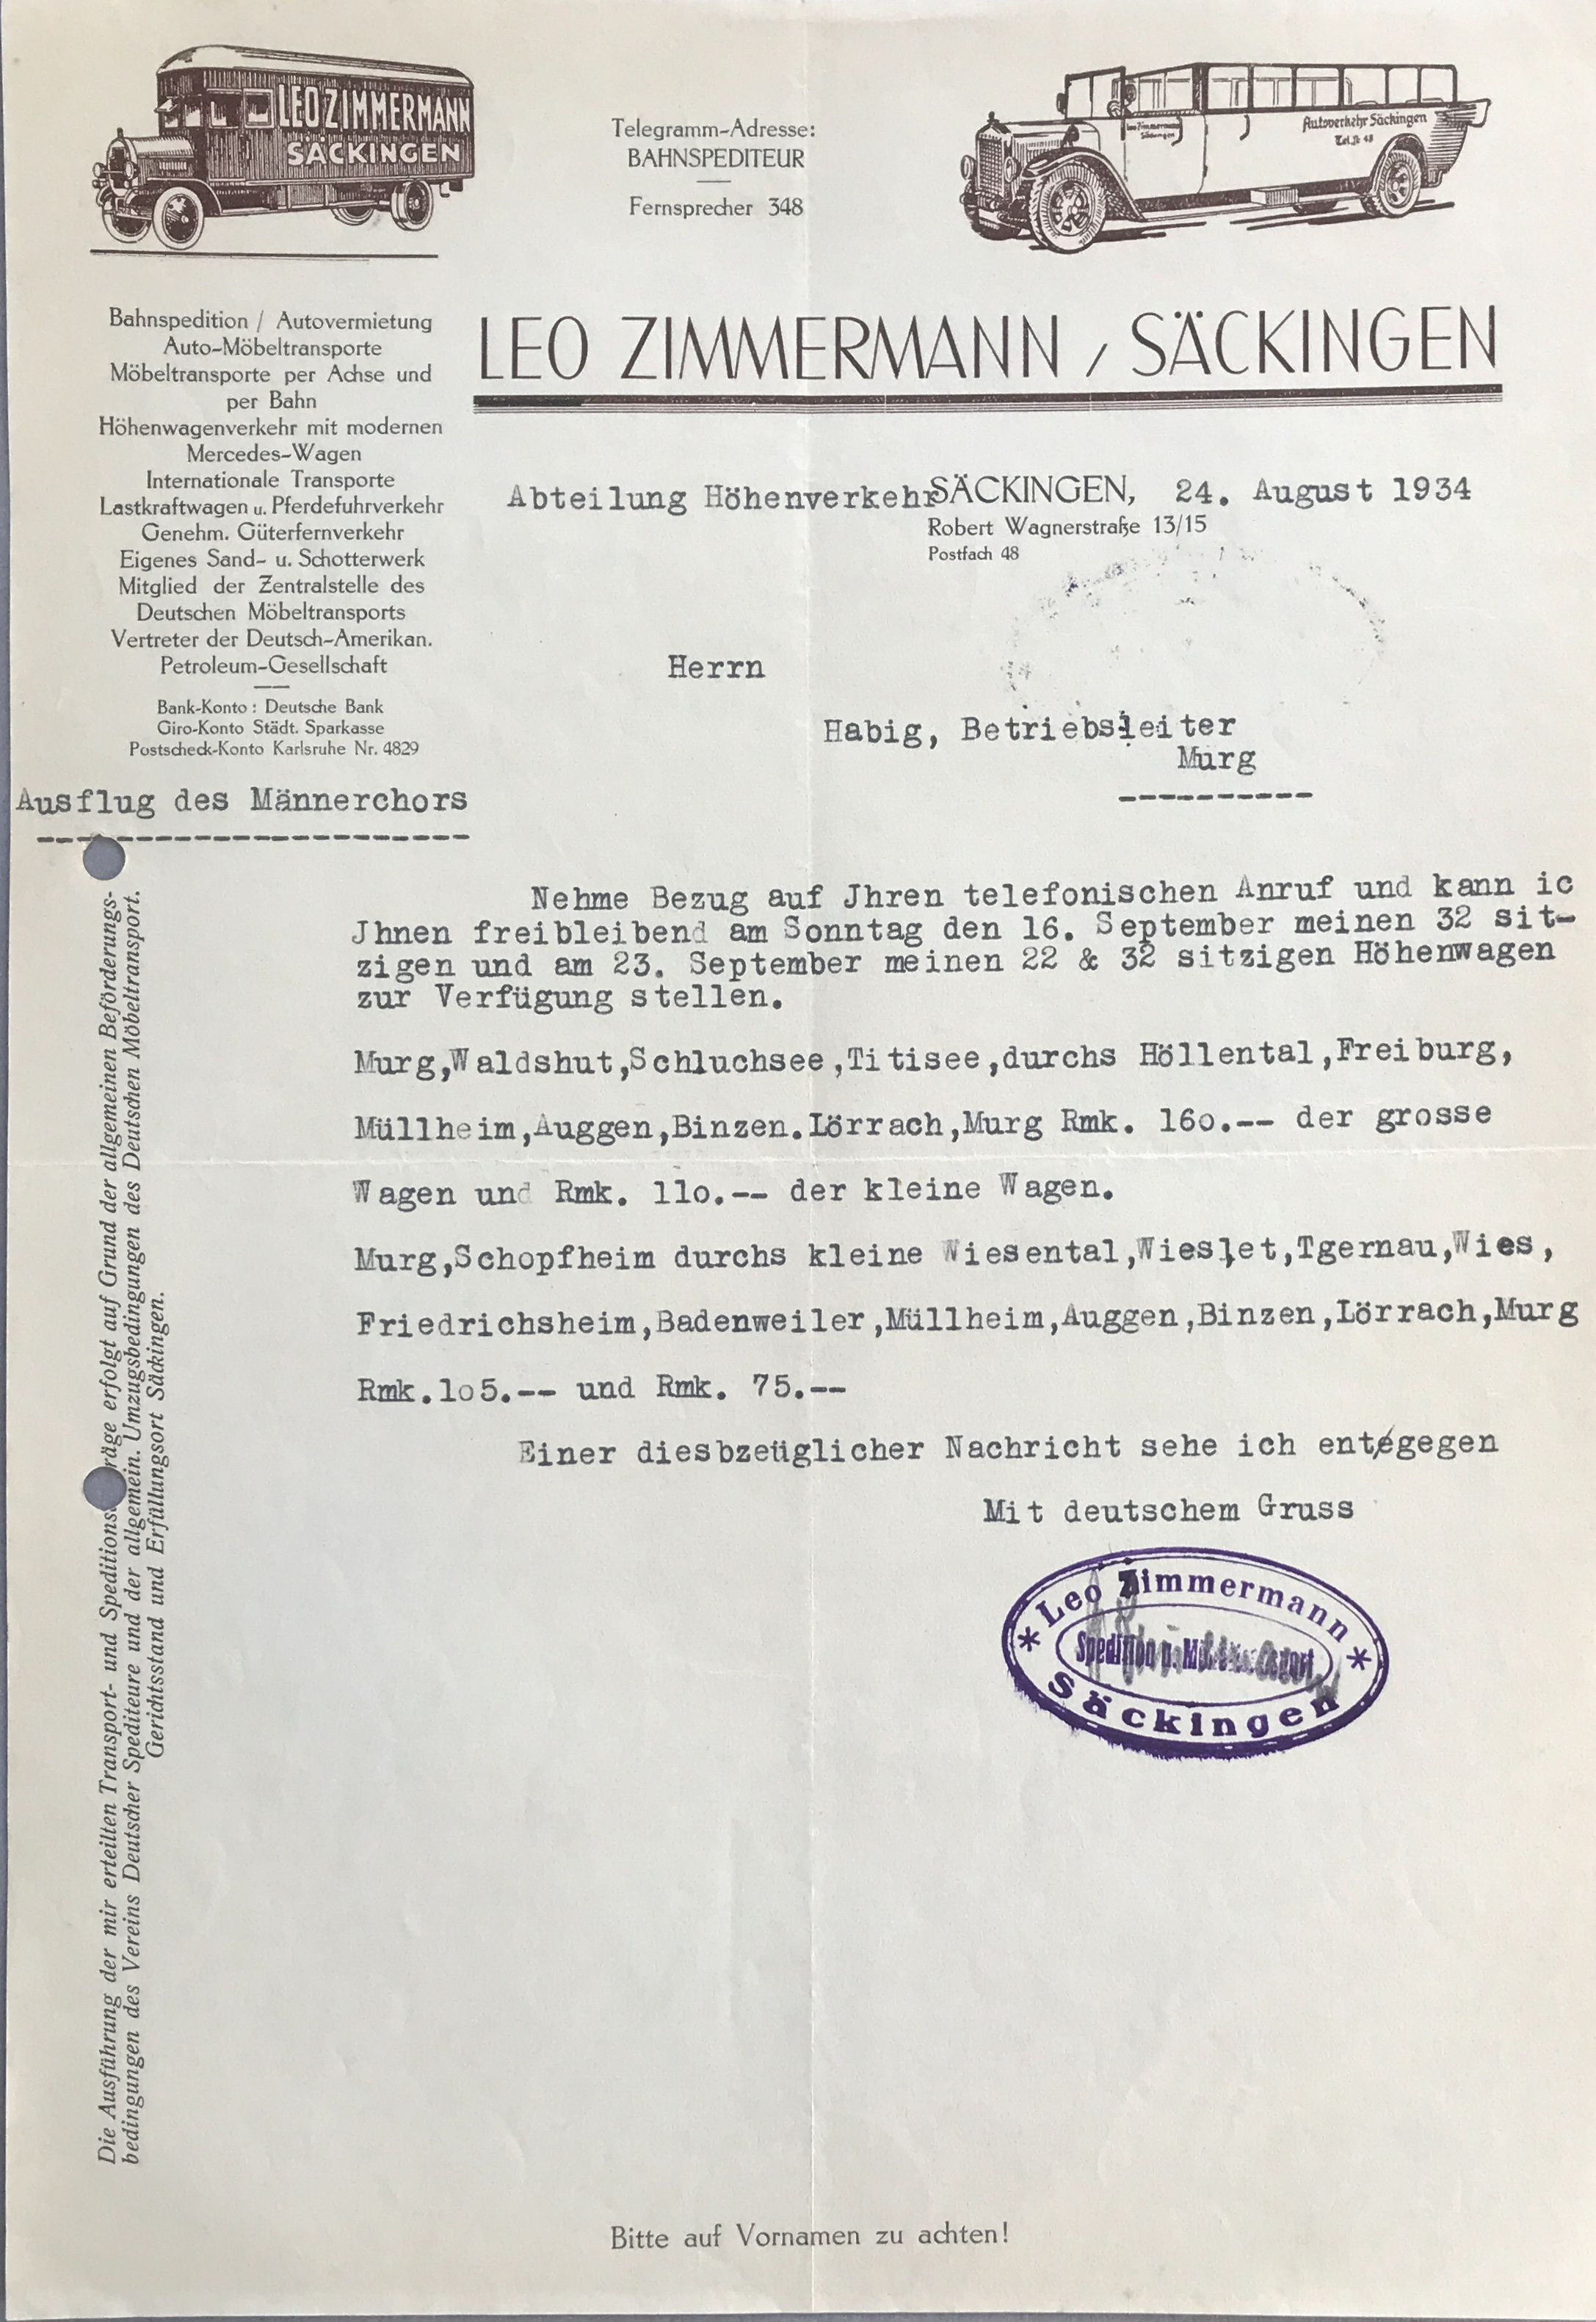 LEO ZIMMERMANN
SÄCKINGEN
Telegramm-Adresse:
BAHNSPEDITEUR
Fernsprecher 348
Leo Zimmermann
Säckingen
Autoverkehr Säckingen
Tel. 48
Bahnspedition / Autovermietung
Auto-Möbeltransporte
Möbeltransporte per Achse und
per Bahn
Höhenwagenverkehr mit modernen
Mercedes-Wagen
Internationale Transporte
Lastkraftwagen u. Pferdefuhrverkehr
Genehm. Güterfernverkehr
Eigenes Sand- u. Schotterwerk
Mitglied der Zentralstelle des
Deutschen Möbeltransports
Vertreter der Deutsch-Amerikan.
Petroleum-Gesellschaft
Bank-Konto: Deutsche Bank
Giro-Konto Städt. Sparkasse
Postscheck-Konto Karlsruhe Nr. 4829
LEO ZIMMERMANN / SÄCKINGEN
Abteilung Höhenverkehr SÄCKINGEN, 24. August 1934
Robert Wagnerstraße 13/15
Postfach 48
Herrn
Habig, Betriebsleiter
Murg
Ausflug des Männerchors
Nehme Bezug auf Jhren telefonischen Anruf und kann ic
Jhnen freibleibend am Sonntag den 16. September meinen 32 sit-
zigen und am 23. September meinen 22 & 32 sitzigen Höhenwagen
zur Verfügung stellen.
Murg,Waldshut,Schluchsee,Titisee,durchs Höllental,Freiburg,
Müllheim,Auggen,Binzen.Lörrach,Murg Rmk. 16o.-- der grosse
Wagen und Rmk. 11o.-- der kleine Wagen.
Murg,Schopfheim durchs kleine Wiesental,Wieslet,Tgernau,Wies,
Friedrichsheim,Badenweiler,Müllheim,Auggen,Binzen,Lörrach,Murg
Rmk.1o5.-- und Rmk. 75.--
Einer diesbzeüglicher Nachricht sehe ich entegegen
Mit deutschem Gruss
* Leo Zimmermann *
Spedition u.
Säckingen
Die Ausführung der mir erteilten Transport- und Speditions räge erfolgt auf Grund der allgemeinen Beförderungs-
bedingungen des Vereins Deutscher Spediteure und der allgemein. Umzugsbedingungen des Deutschen Möbeltransport.
Gerichtsstand und Erfüllungsort Säckingen.
Bitte auf Vornamen zu achten!